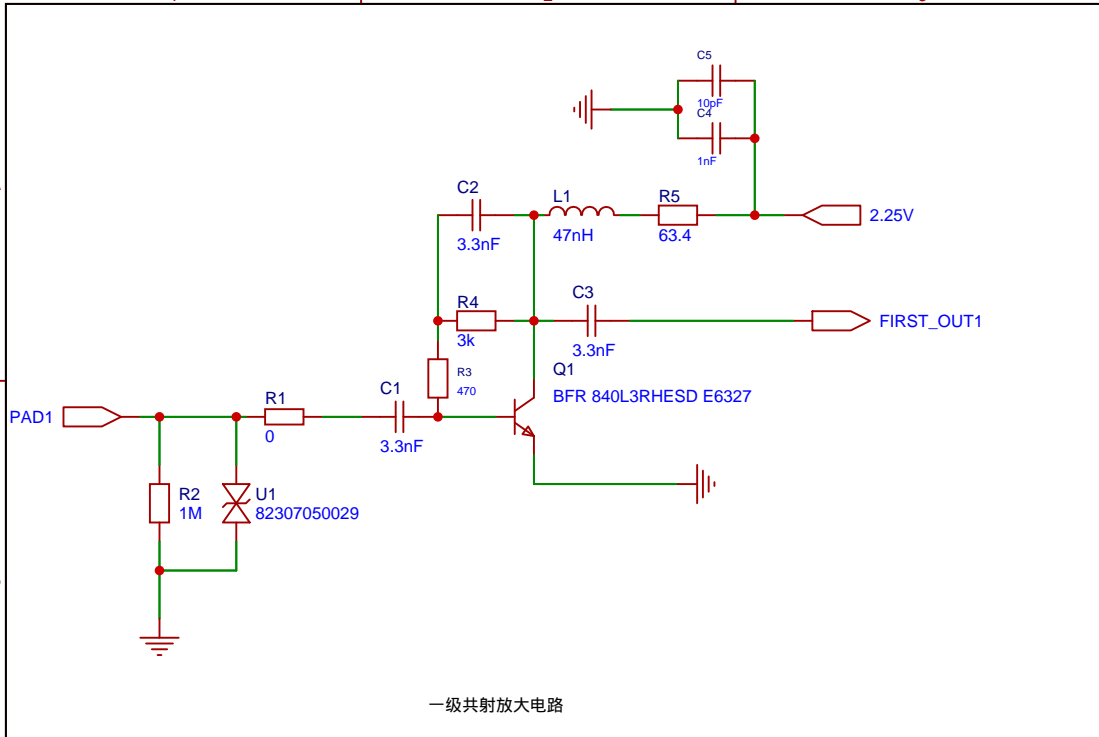 C5
10pF
C4
1nF
C2
3.3nF
L1
47nH
R5
63.4
2.25V
R4
3k
C3
3.3nF
FIRST_OUT1
R3
470
Q1
BFR 840L3RHESD E6327
PAD1
R1
0
C1
3.3nF
R2
1M
U1
82307050029
一级共射放大电路